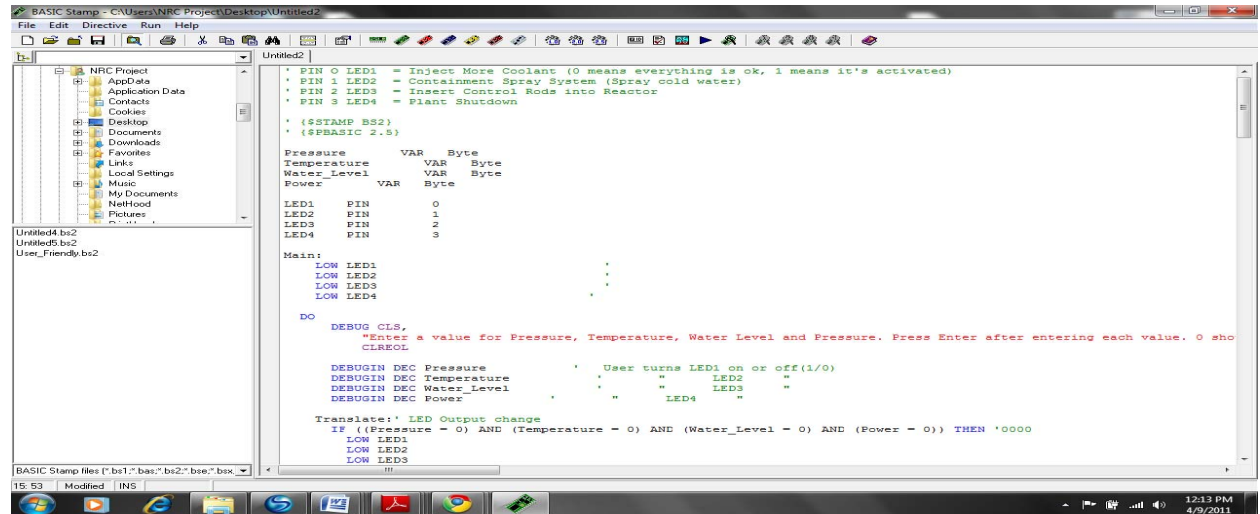 BASIC Stamp - C:\Users\NRC Project\Desktop\Untitled2
File Edit Directive Run Help
Untitled2
NRC Project
AppData
Application Data
Contacts
Cookies
Desktop
Documents
Downloads
Favorites
Links
Local Settings
Music
My Documents
NetHood
Pictures
Untitled4.bs2
Untitled5.bs2
User_Friendly.bs2
BASIC Stamp files (*.bs1;*.bas;*.bs2;*.bse;*.bsx,
' PIN 0 LED1 = Inject More Coolant (0 means everything is ok, 1 means it's activated)
' PIN 1 LED2 = Containment Spray System (Spray cold water)
' PIN 2 LED3 = Insert Control Rods into Reactor
' PIN 3 LED4 = Plant Shutdown
' {$STAMP BS2}
' {$PBASIC 2.5}
Pressure VAR Byte
Temperature VAR Byte
Water_Level VAR Byte
Power VAR Byte
LED1 PIN 0
LED2 PIN 1
LED3 PIN 2
LED4 PIN 3
Main:
LOW LED1 '
LOW LED2 '
LOW LED3 '
LOW LED4 '
DO
DEBUG CLS,
"Enter a value for Pressure, Temperature, Water Level and Pressure. Press Enter after entering each value. 0 sho
CLREOL
DEBUGIN DEC Pressure ' User turns LED1 on or off(1/0)
DEBUGIN DEC Temperature ' " LED2 "
DEBUGIN DEC Water_Level ' " LED3 "
DEBUGIN DEC Power ' " LED4 "
Translate:' LED Output change
IF ((Pressure = 0) AND (Temperature = 0) AND (Water_Level = 0) AND (Power = 0)) THEN '0000
LOW LED1
LOW LED2
LOW LED3
15: 53 Modified INS
12:13 PM
4/9/2011